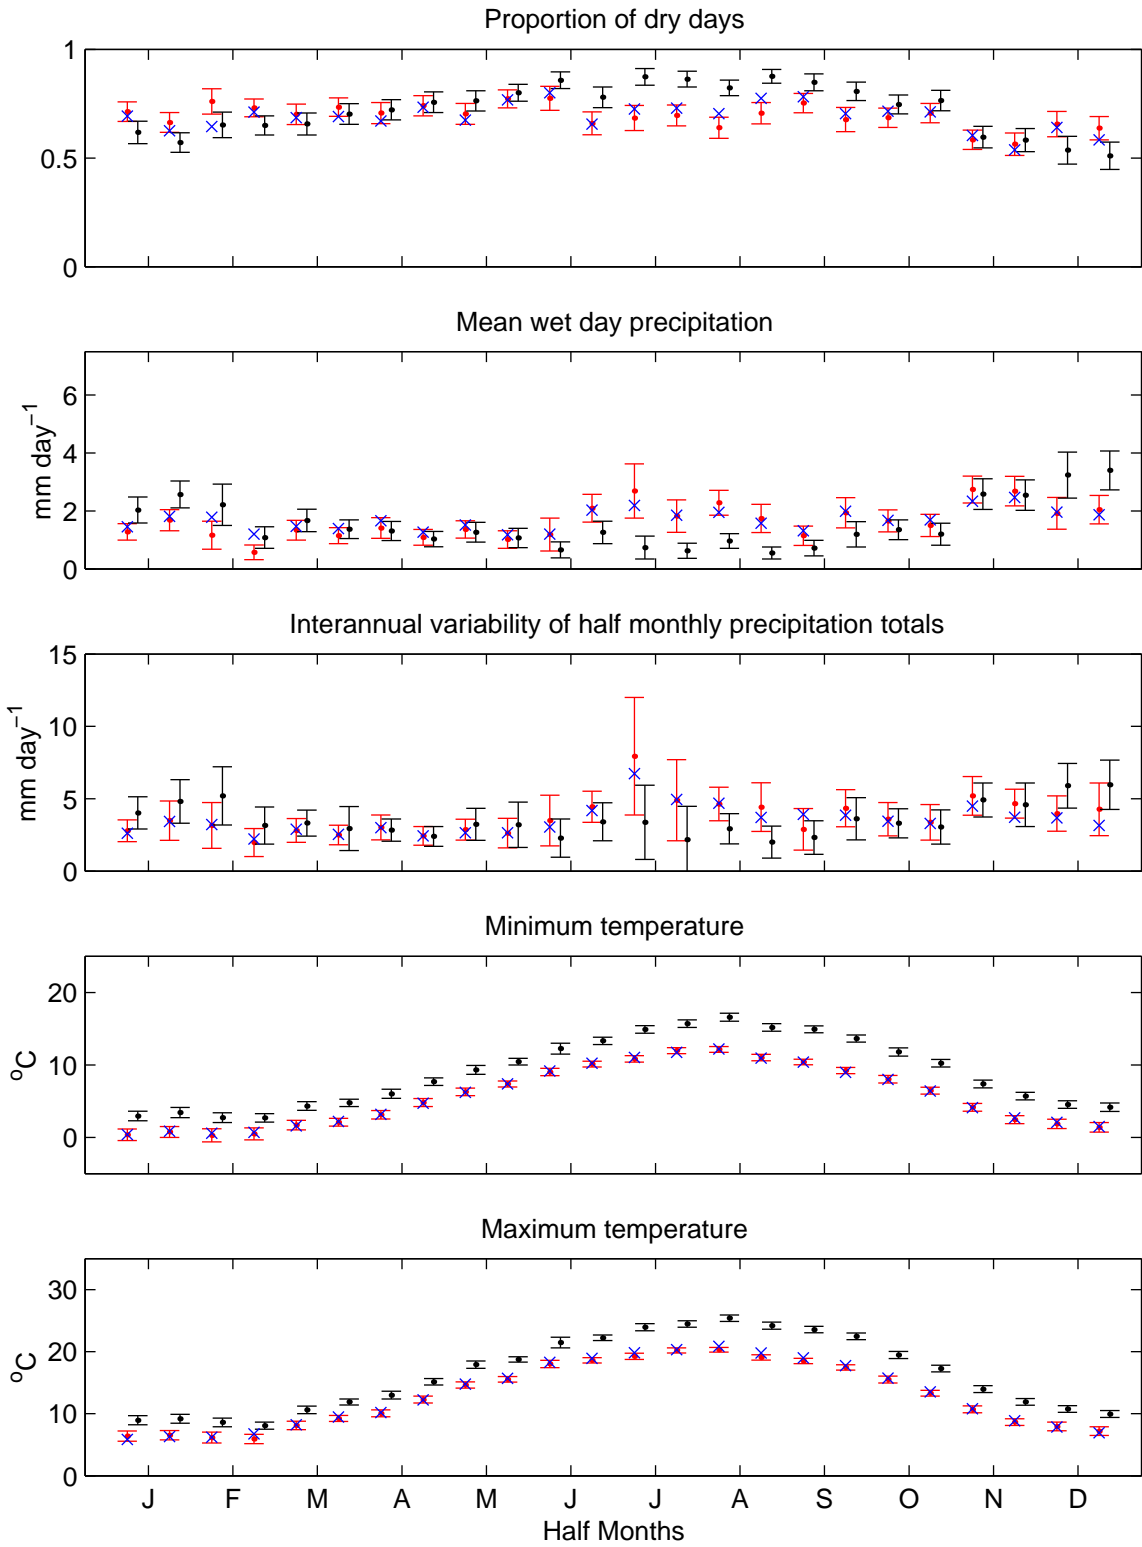 Proportion of dry days
1
0.5
0
Mean wet day precipitation
6
4
2
0
mm day−1
Interannual variability of half monthly precipitation totals
15
10
5
0
mm day−1
Minimum temperature
20
10
0
oC
Maximum temperature
30
20
10
0
oC
J F M A M J J A S O N D
Half Months